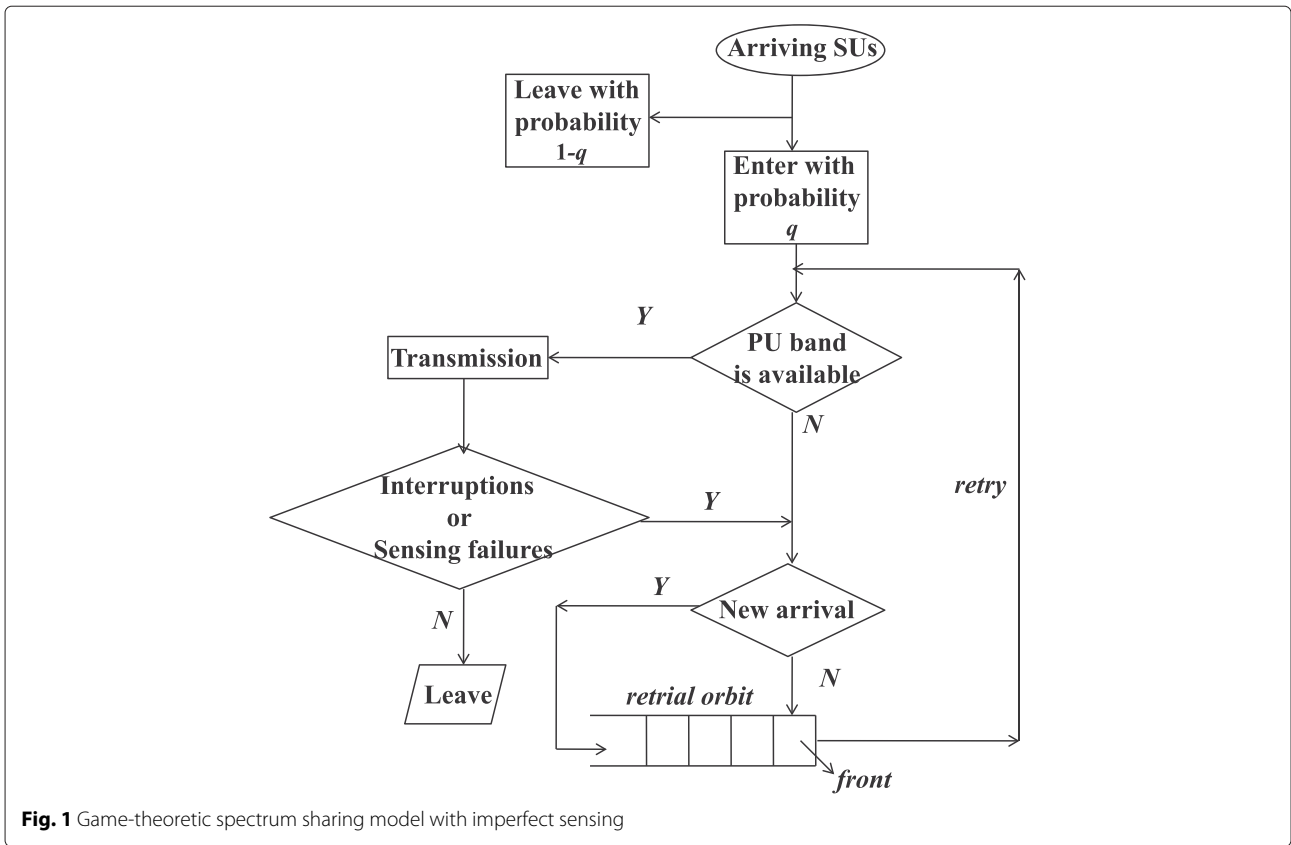 Arriving SUs
Leave with
probability
1-q
Enter with
probability
q
Y
PU band
is available
Transmission
N
Interruptions
or
Sensing failures
Y
retry
Y
New arrival
N
N
Leave
retrial orbit
front
Fig. 1 Game-theoretic spectrum sharing model with imperfect sensing